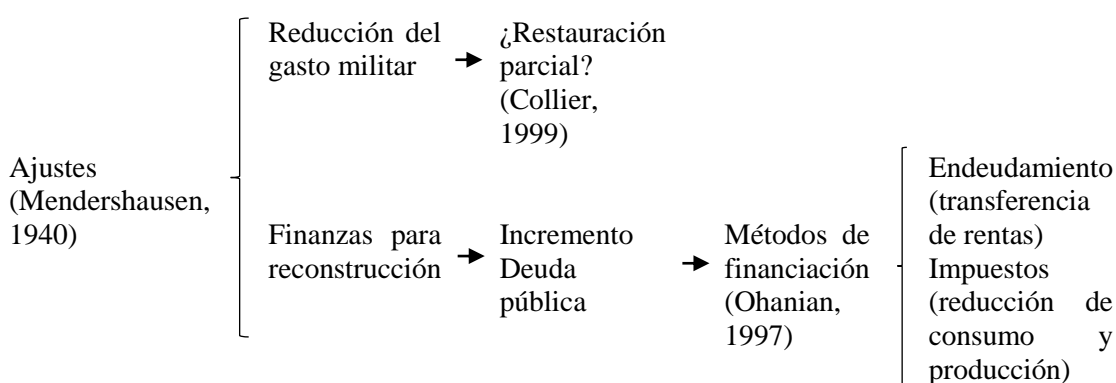 Reducción del
gasto militar
¿Restauración
parcial?
(Collier,
1999)
Ajustes
(Mendershausen,
1940)
Finanzas para
reconstrucción
Incremento
Deuda
pública
Métodos de
financiación
(Ohanian,
1997)
Endeudamiento
(transferencia
de rentas)
Impuestos
(reducción de
consumo y
producción)